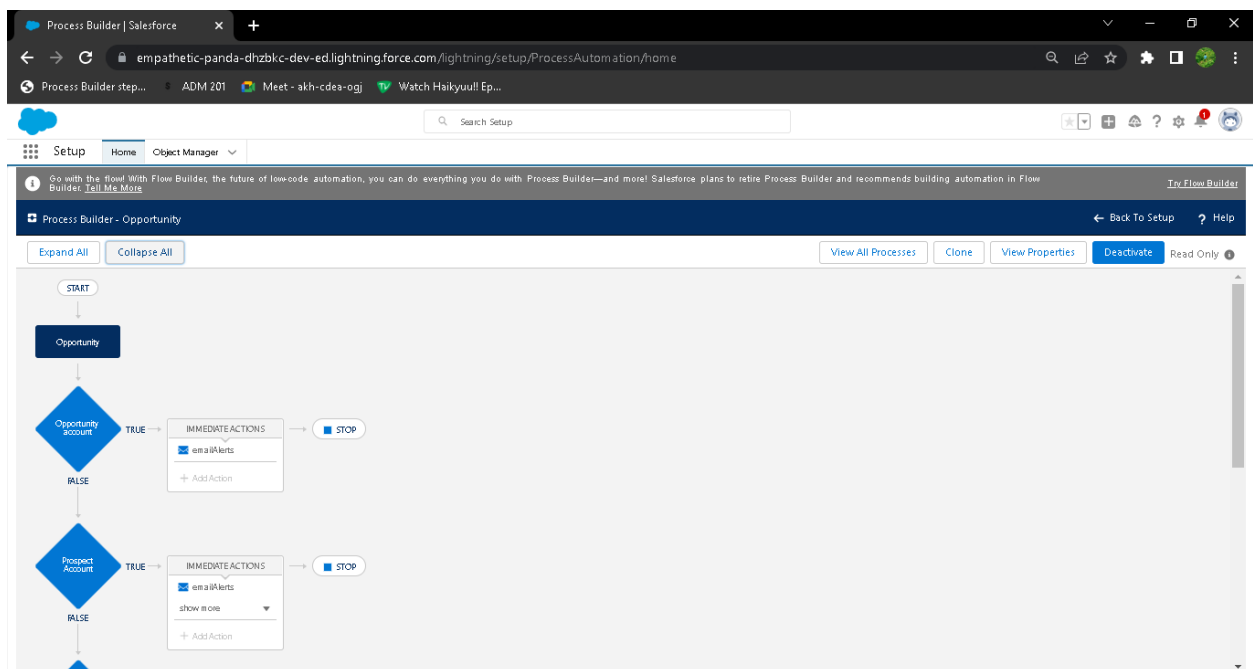 Process Builder | Salesforce
empathetic-panda-dhzbkc-dev-ed.lightning.force.com/lightning/setup/ProcessAutomation/home
Process Builder step... ADM 201 Meet - akh-cdea-ogj Watch Haikyuu!! Ep...
Search Setup
1
Setup Home Object Manager
Go with the flow! With Flow Builder, the future of low-code automation, you can do everything you do with Process Builder—and more! Salesforce plans to retire Process Builder and recommends building automation in Flow
Builder. Tell Me More
Try Flow Builder
Process Builder - Opportunity Back To Setup ? Help
Expand All Collapse All View All Processes Clone View Properties Deactivate Read Only
START
Opportunity
Opportunity
account
TRUE
IMMEDIATE ACTIONS
STOP
emailAlerts
+ Add Action
FALSE
Prospect
Account
TRUE
IMMEDIATE ACTIONS
STOP
emailAlerts
show more
+ Add Action
FALSE